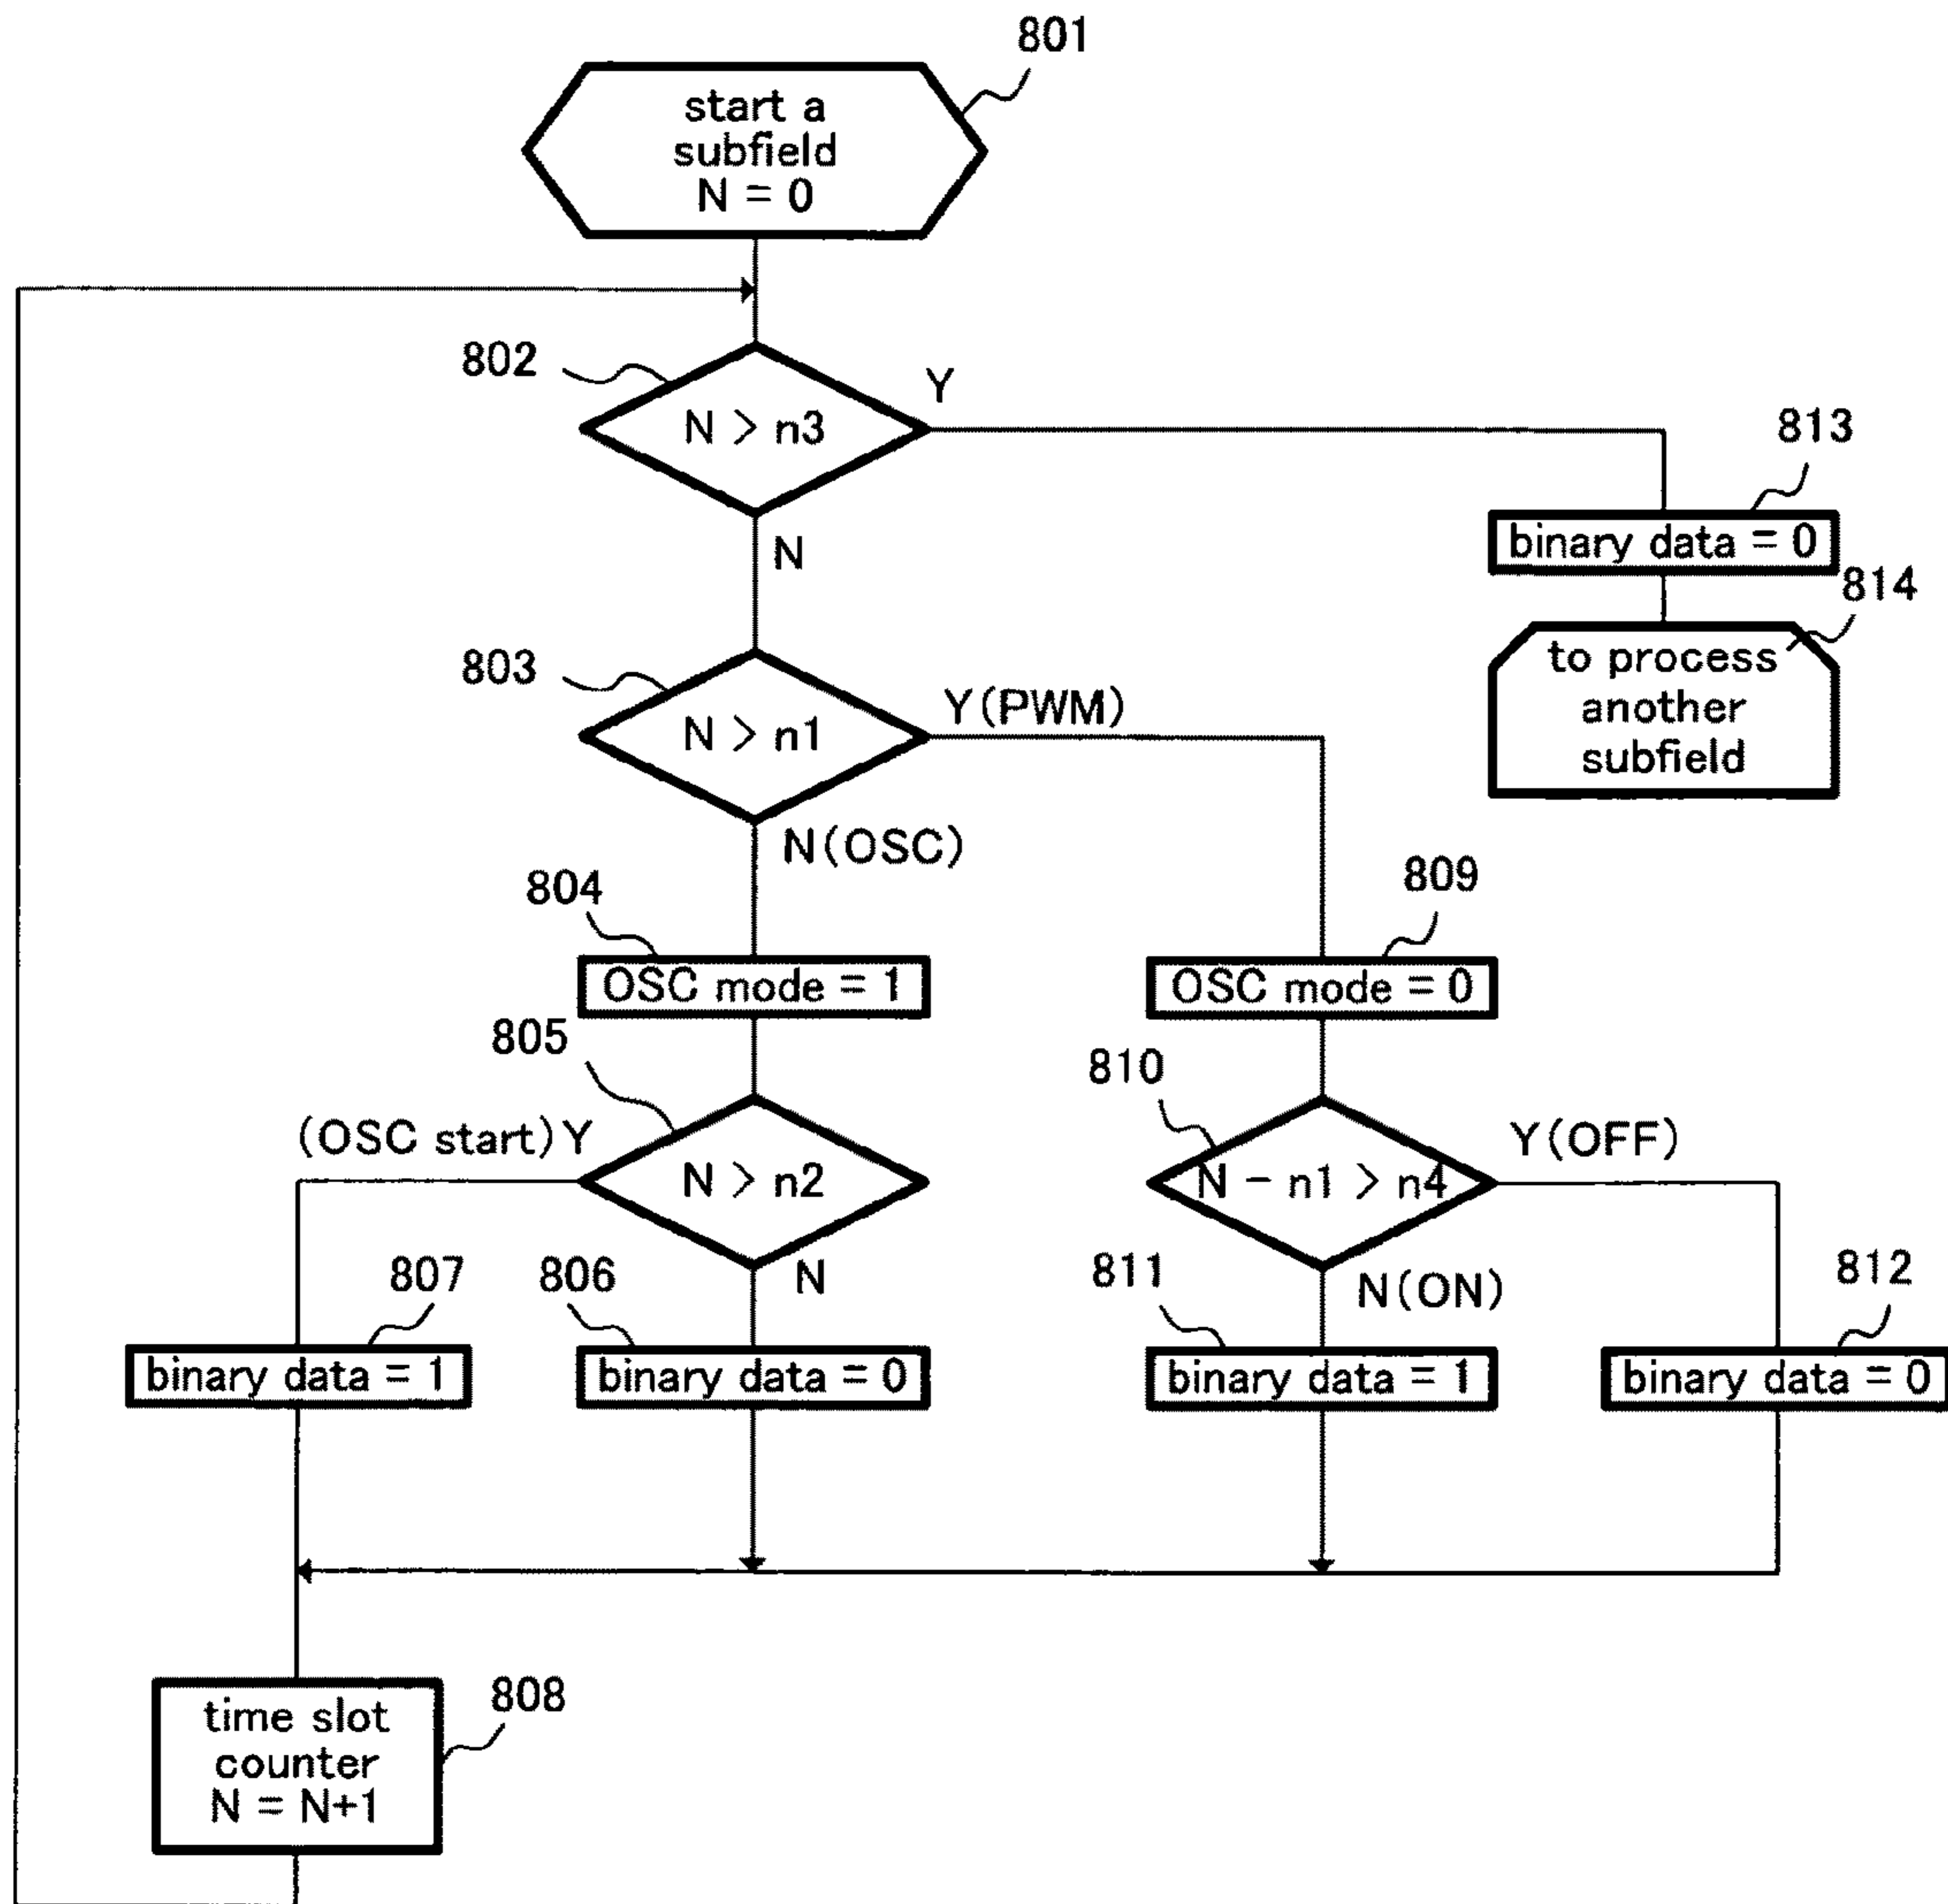 801
start a
subfield
N = 0
802
Y
N > n3
813
N
binary data = 0
814
to process
another
subfield
803
Y(PWM)
N > n1
N(OSC)
804
809
OSC mode = 1
OSC mode = 0
805
810
(OSC start)Y
Y(OFF)
N > n2
N - n1 > n4
807
806
N
811
N(ON)
812
binary data = 1
binary data = 0
binary data = 1
binary data = 0
808
time slot
counter
N = N+1